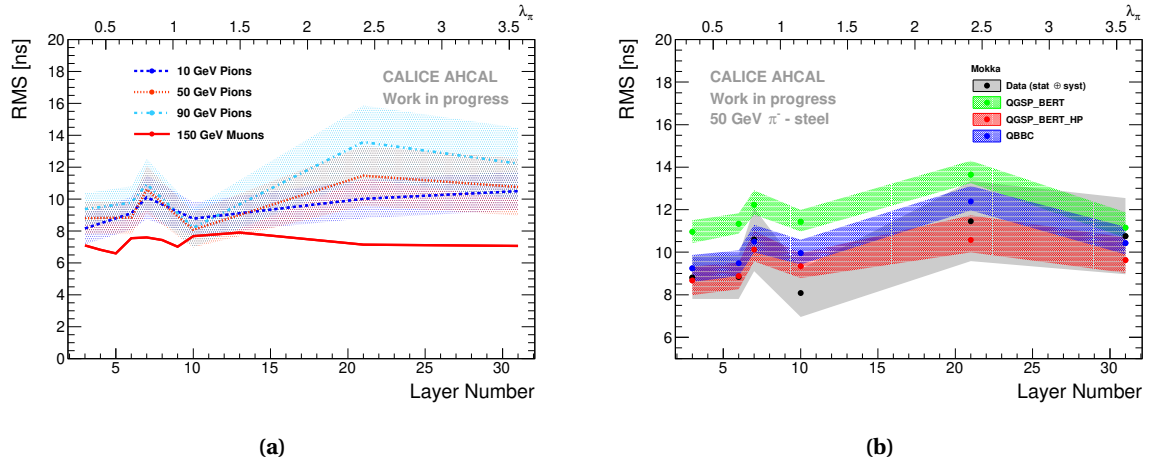 0.5 1 1.5 2 2.5 3 3.5 λπ
RMS [ns]
20
18
16
14
12
10
8
6
4
2
0
10 GeV Pions
50 GeV Pions
90 GeV Pions
150 GeV Muons
CALICE AHCAL
Work in progress
5 10 15 20 25 30
Layer Number
(a)
0.5 1 1.5 2 2.5 3 3.5 λπ
RMS [ns]
20
18
16
14
12
10
8
6
CALICE AHCAL
Work in progress
50 GeV π⁻ - steel
Mokka
Data (stat ⊕ syst)
QGSP_BERT
QGSP_BERT_HP
QBBC
5 10 15 20 25 30
Layer Number
(b)